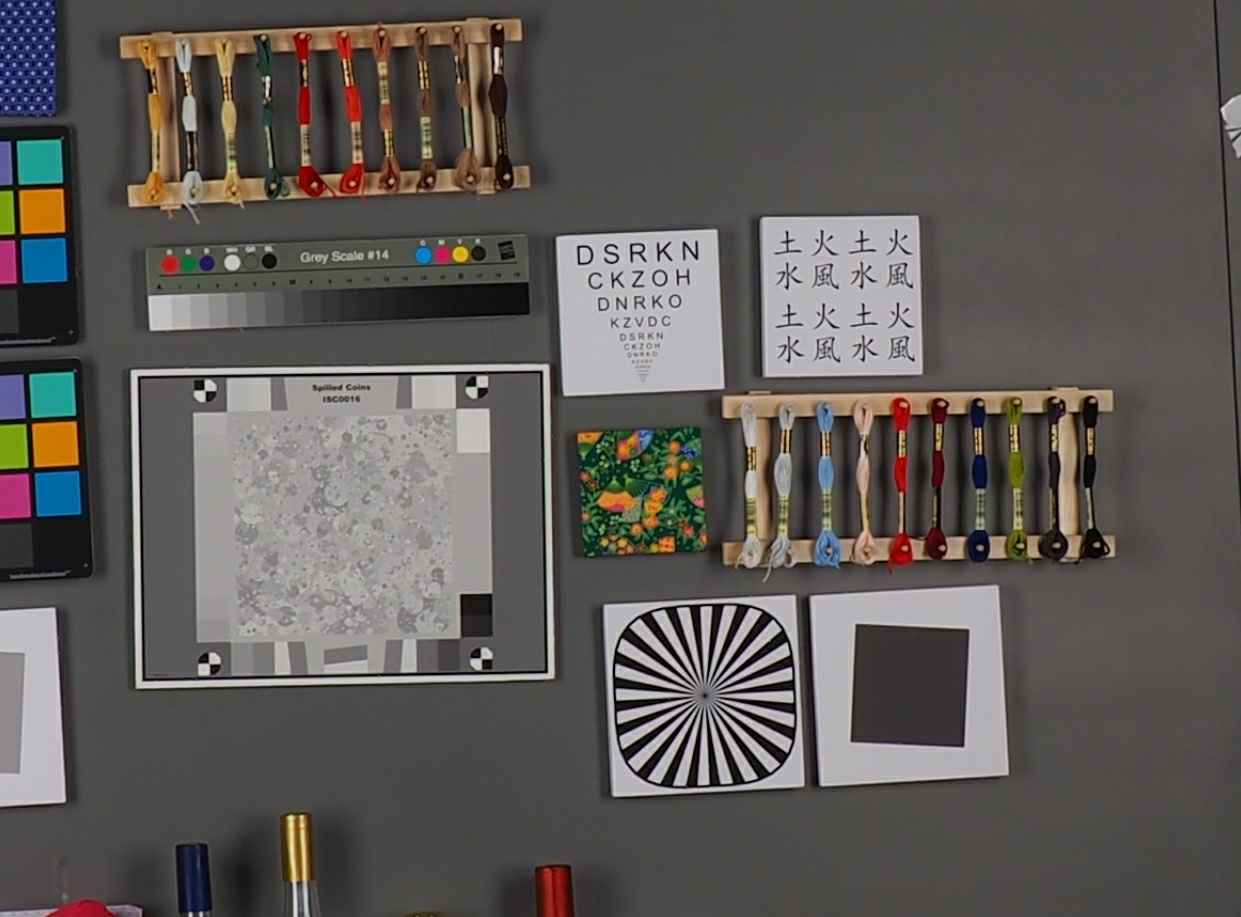 R G B WH GR BL
Grey Scale #14
C M Y K
A 1 2 3 4 5 6 M 8 9 10 11 12 13 14 15 B 17 18 19
DSRKN
CKZOH
DNRKO
KZVDC
DSRKN
CKZOH
DNRKO
KZVDC
土火土火
水風水風
土火土火
水風水風
Spilled Coins
ISC0016